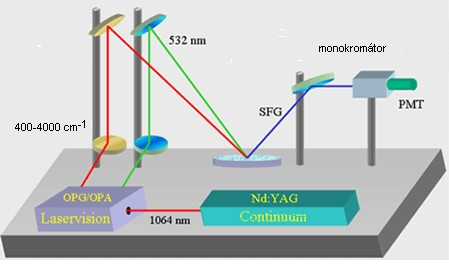 532 nm
monokromátor
400-4000 cm-1
SFG
PMT
OPG/OPA
Laservision
1064 nm
Nd:YAG
Continuum